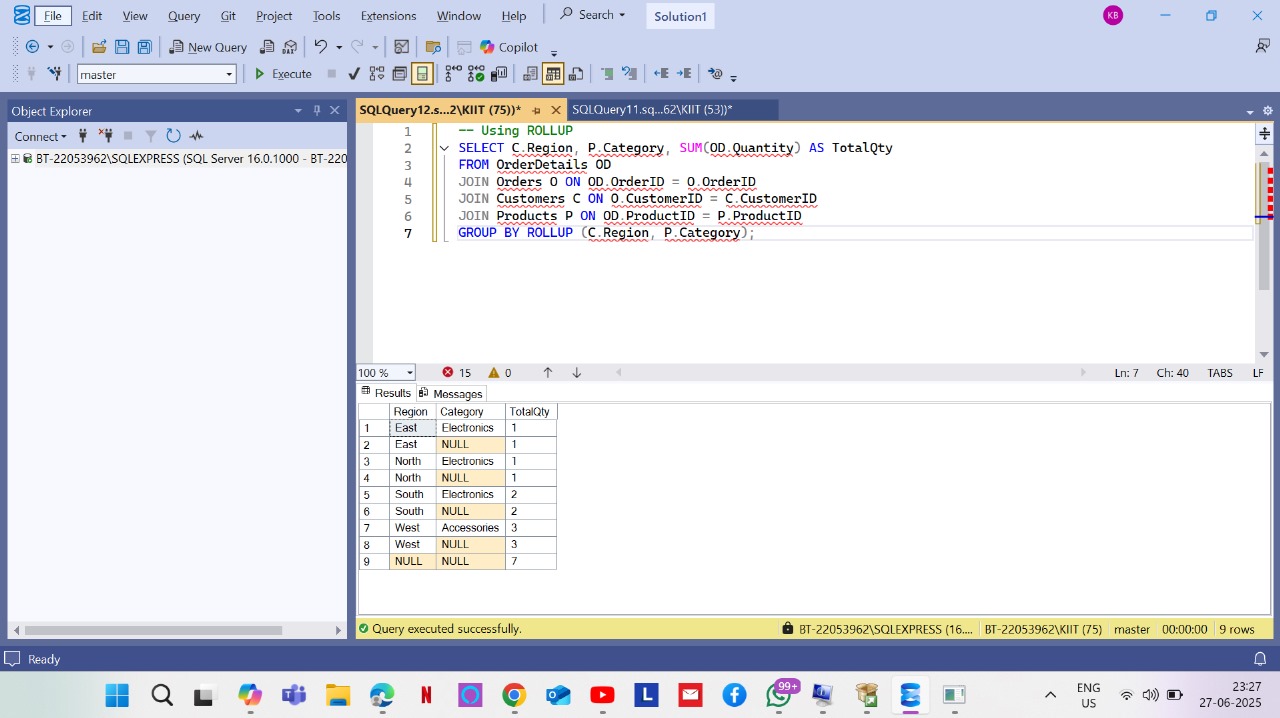 File Edit View Query Git Project Tools Extensions Window Help Search Solution1 KB
New Query Copilot
master Execute
Object Explorer
Connect
BT-22053962\SQLEXPRESS (SQL Server 16.0.1000 - BT-220
SQLQuery12.s...2\KIIT (75))* SQLQuery11.sq...62\KIIT (53))*
1 -- Using ROLLUP
2 SELECT C.Region, P.Category, SUM(OD.Quantity) AS TotalQty
3 FROM OrderDetails OD
4 JOIN Orders O ON OD.OrderID = O.OrderID
5 JOIN Customers C ON O.CustomerID = C.CustomerID
6 JOIN Products P ON OD.ProductID = P.ProductID
7 GROUP BY ROLLUP (C.Region, P.Category);
100 % 15 0 Ln: 7 Ch: 40 TABS LF
Results Messages
Region Category TotalQty
1 East Electronics 1
2 East NULL 1
3 North Electronics 1
4 North NULL 1
5 South Electronics 2
6 South NULL 2
7 West Accessories 3
8 West NULL 3
9 NULL NULL 7
Query executed successfully. BT-22053962\SQLEXPRESS (16.... BT-22053962\KIIT (75) master 00:00:00 9 rows
Ready
N L 99+ ENG
US
23:27
27-06-2025